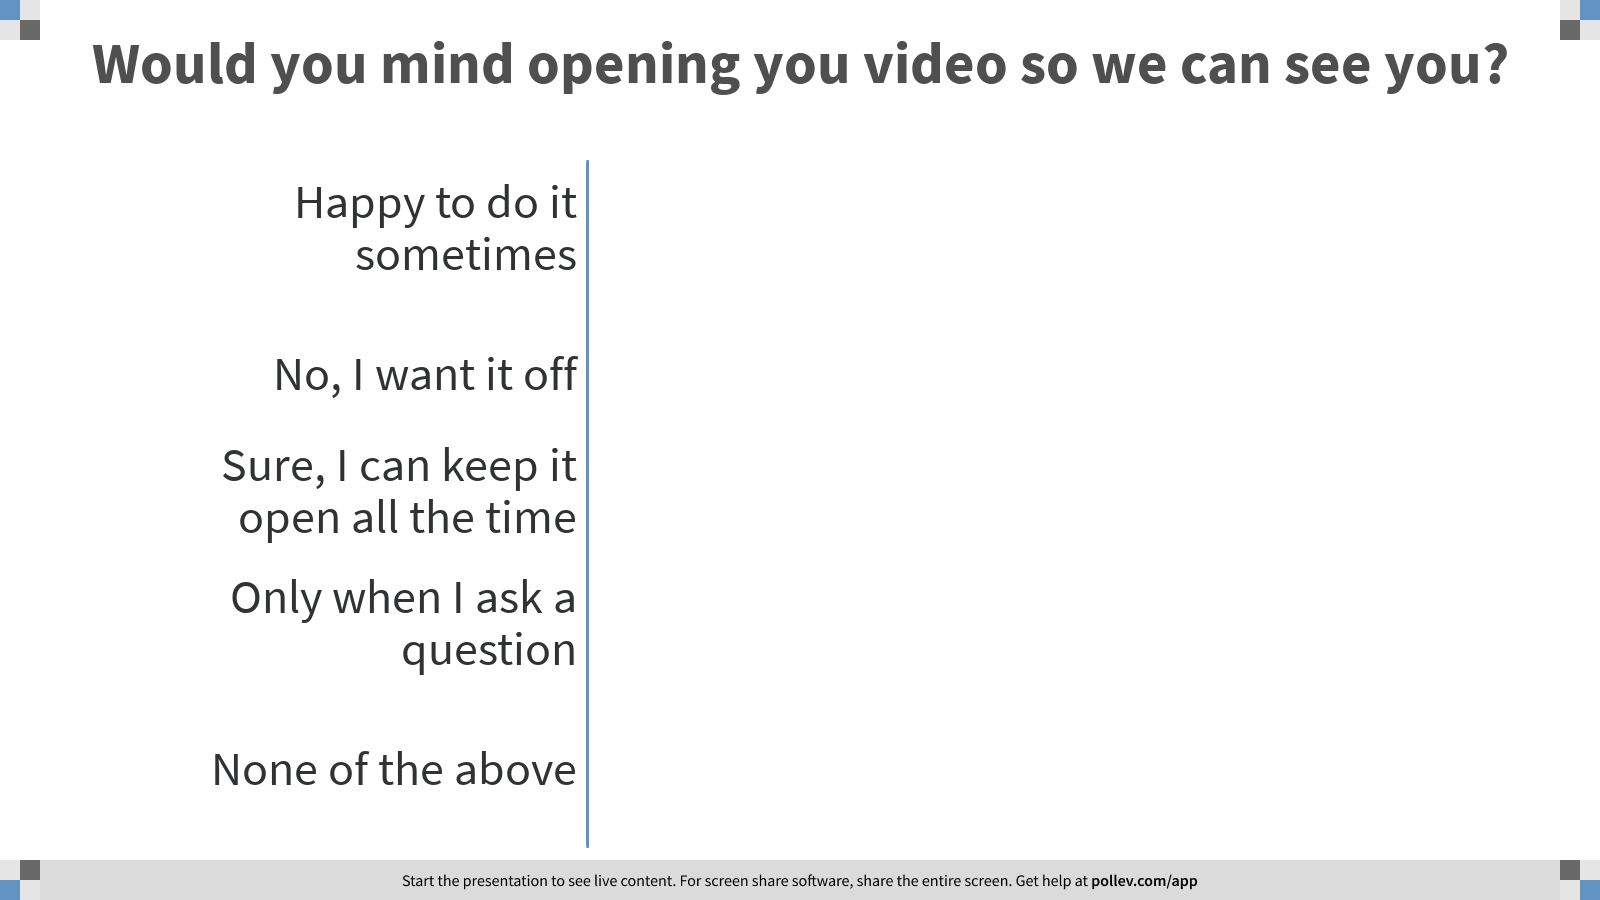 Would you mind opening you video so we can see you?
Happy to do it
sometimes
No, I want it off
Sure, I can keep it
open all the time
Only when I ask a
question
None of the above
Start the presentation to see live content. For screen share software, share the entire screen. Get help at pollev.com/app